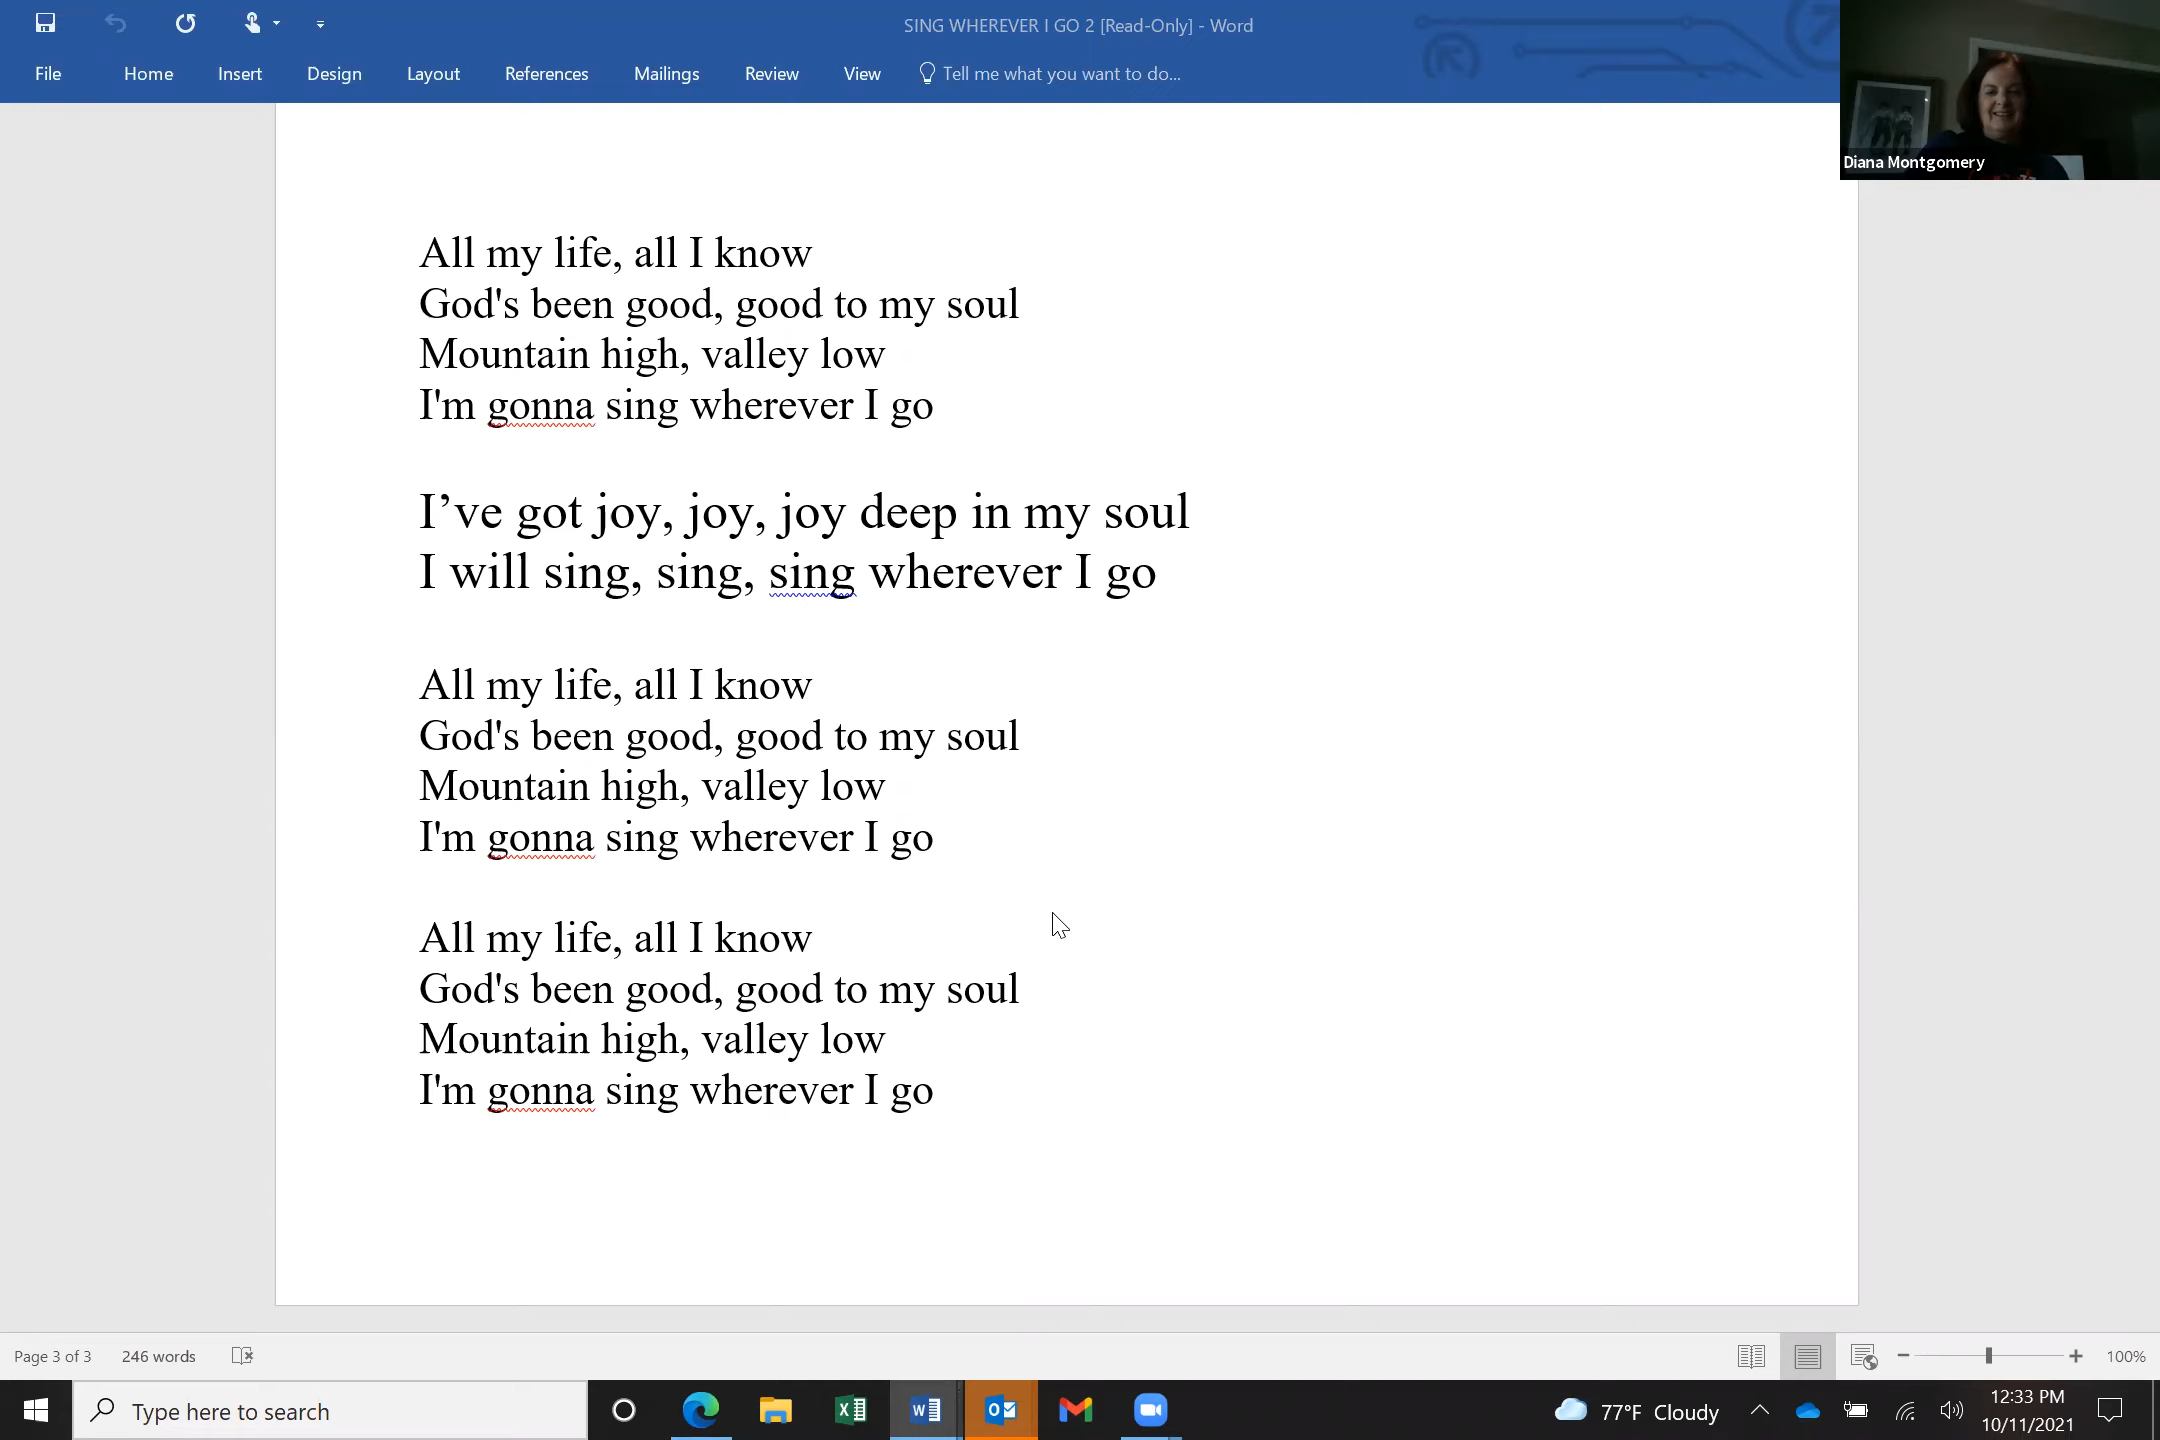 SING WHEREVER I GO 2 [Read-Only] - Word
File Home Insert Design Layout References Mailings Review View Tell me what you want to do...
Diana Montgomery
All my life, all I know
God's been good, good to my soul
Mountain high, valley low
I'm gonna sing wherever I go
I’ve got joy, joy, joy deep in my soul
I will sing, sing, sing wherever I go
All my life, all I know
God's been good, good to my soul
Mountain high, valley low
I'm gonna sing wherever I go
All my life, all I know
God's been good, good to my soul
Mountain high, valley low
I'm gonna sing wherever I go
Page 3 of 3 246 words 100%
Type here to search 77°F Cloudy 12:33 PM
10/11/2021